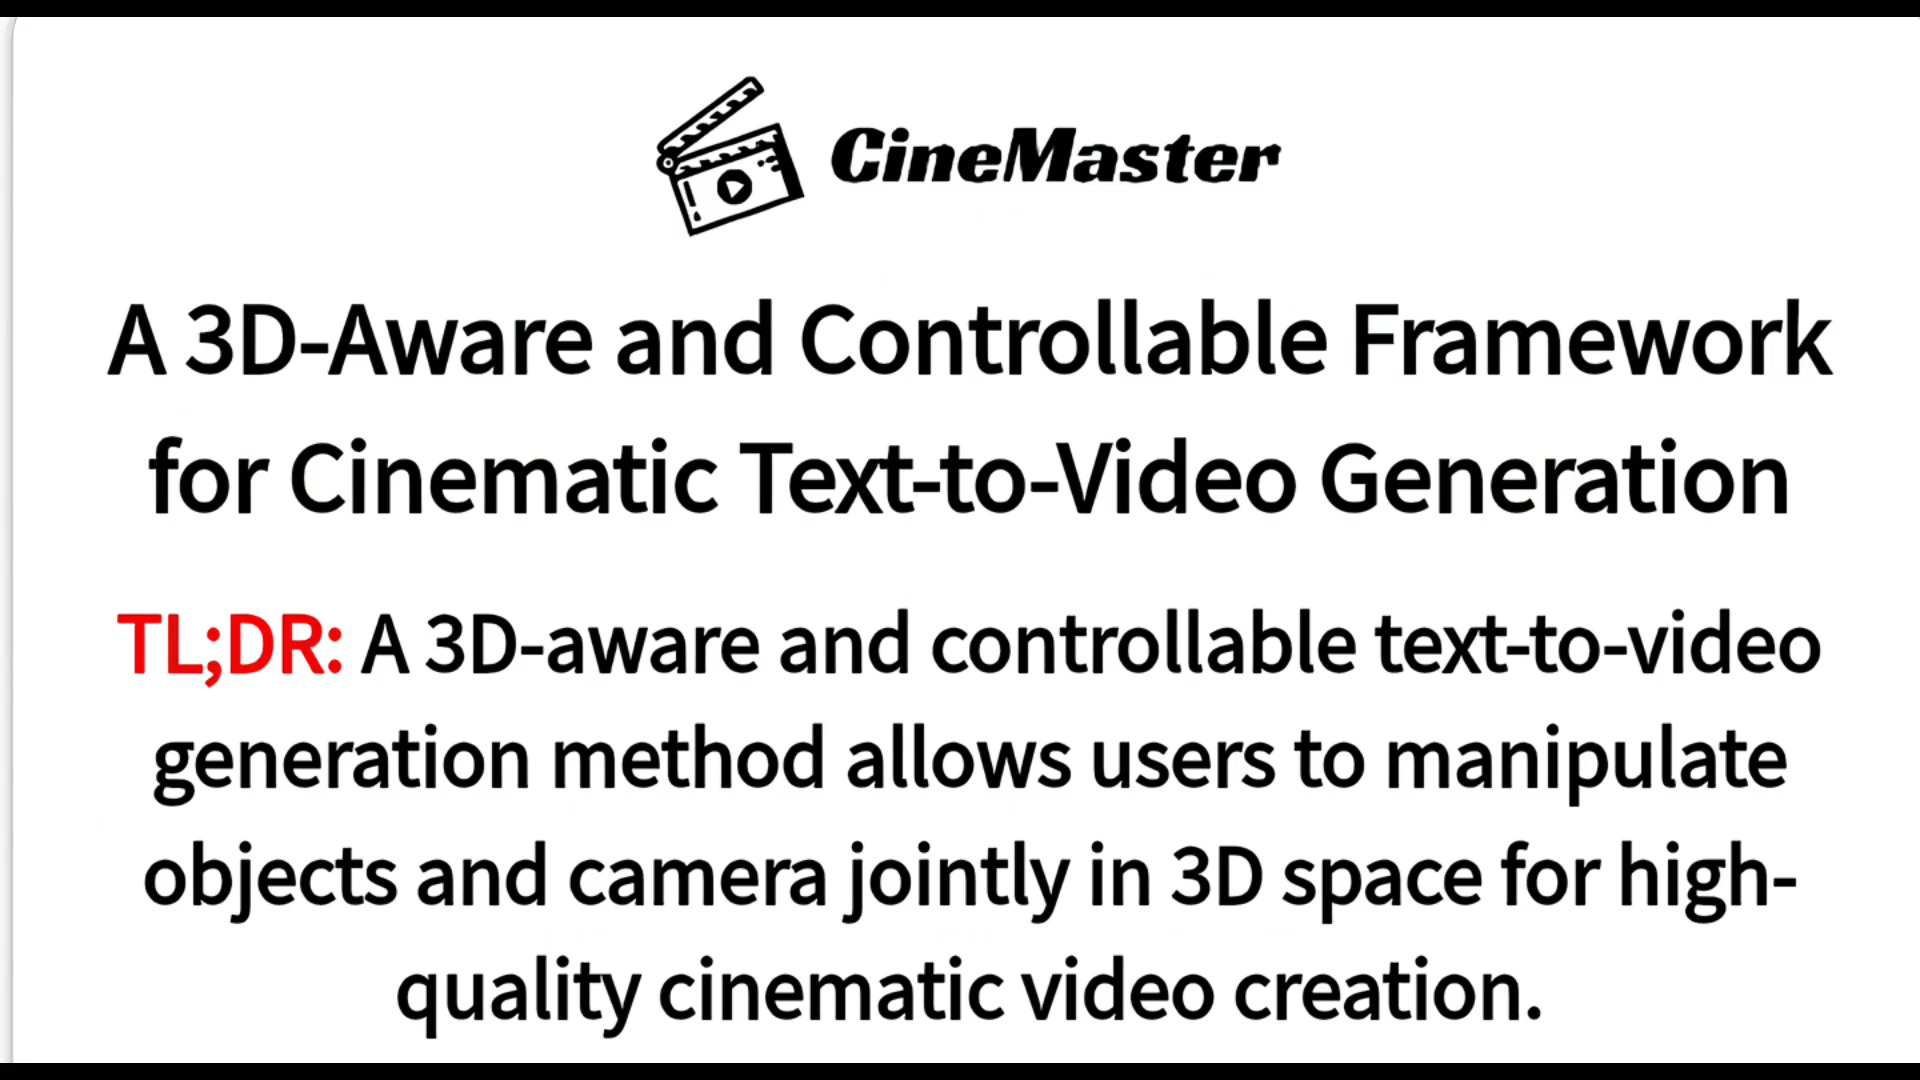 CineMaster
A 3D-Aware and Controllable Framework
for Cinematic Text-to-Video Generation
TL;DR: A 3D-aware and controllable text-to-video
generation method allows users to manipulate
objects and camera jointly in 3D space for high-
quality cinematic video creation.